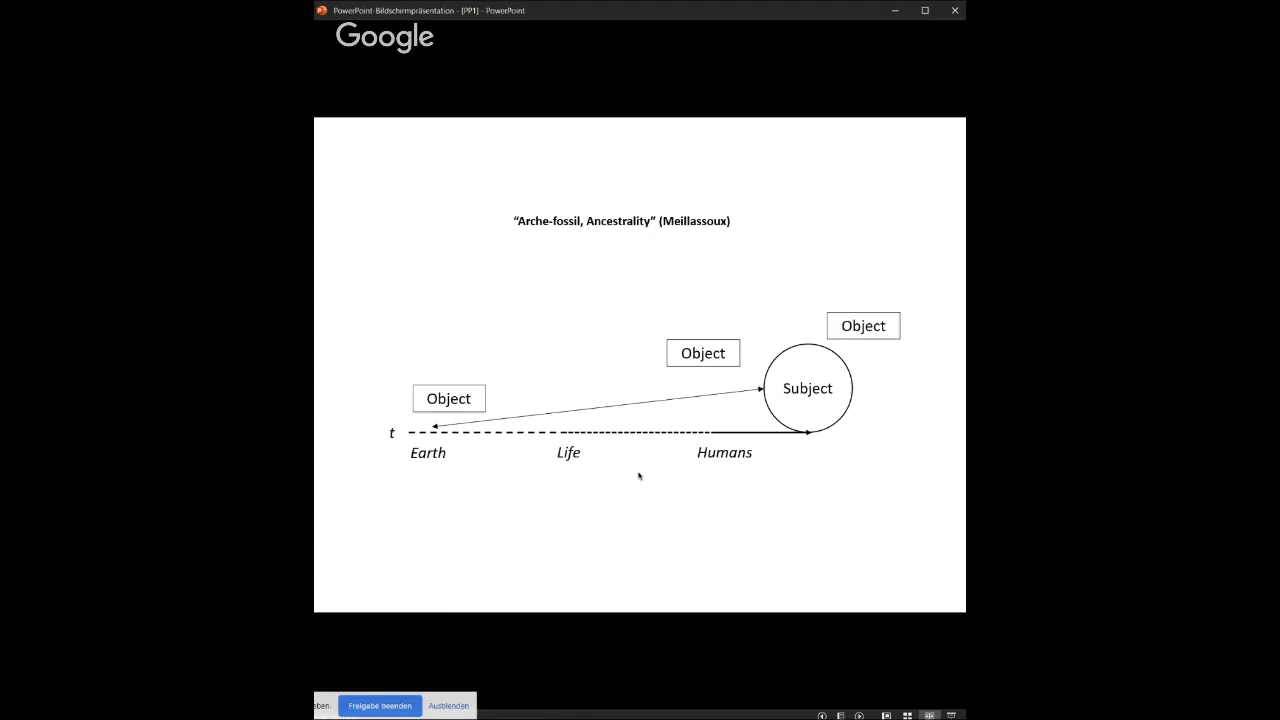 PowerPoint-Bildschirmpräsentation - [PP1] - PowerPoint
Google
“Arche-fossil, Ancestrality” (Meillassoux)
Object
Object
Object
Subject
t
Earth Life Humans
eben. Freigabe beenden Ausblenden